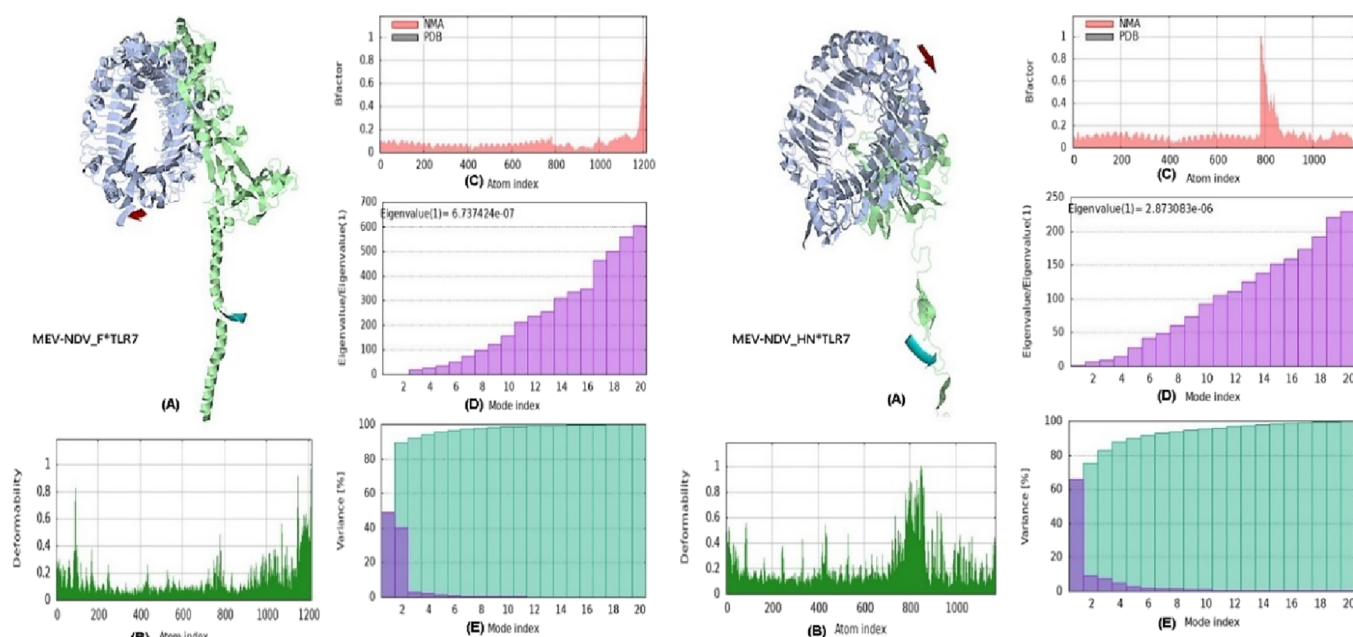 NMA
PDB
Bfactor
1
0.8
0.6
0.4
0.2
0
0 200 400 600 800 1000 1200
(C) Atom index
MEV-NDV_F*TLR7
(A)
Eigenvalue(1)= 6.737424e-07
Eigenvalue/Eigenvalue(1)
700
600
500
400
300
200
100
0
2 4 6 8 10 12 14 16 18 20
(D) Mode index
Deformability
1
0.8
0.6
0.4
0.2
0
0 200 400 600 800 1000 1200
(B) Atom index
Variance [%]
100
80
60
40
20
0
2 4 6 8 10 12 14 16 18 20
(E) Mode index
NMA
PDB
Bfactor
1
0.8
0.6
0.4
0.2
0
0 200 400 600 800 1000
(C) Atom index
MEV-NDV_HN*TLR7
(A)
Eigenvalue(1)= 2.873083e-06
Eigenvalue/Eigenvalue(1)
250
200
150
100
50
0
2 4 6 8 10 12 14 16 18 20
(D) Mode index
Deformability
1
0.8
0.6
0.4
0.2
0
0 200 400 600 800 1000
(B) Atom index
Variance [%]
100
80
60
40
20
0
2 4 6 8 10 12 14 16 18 20
(E) Mode index